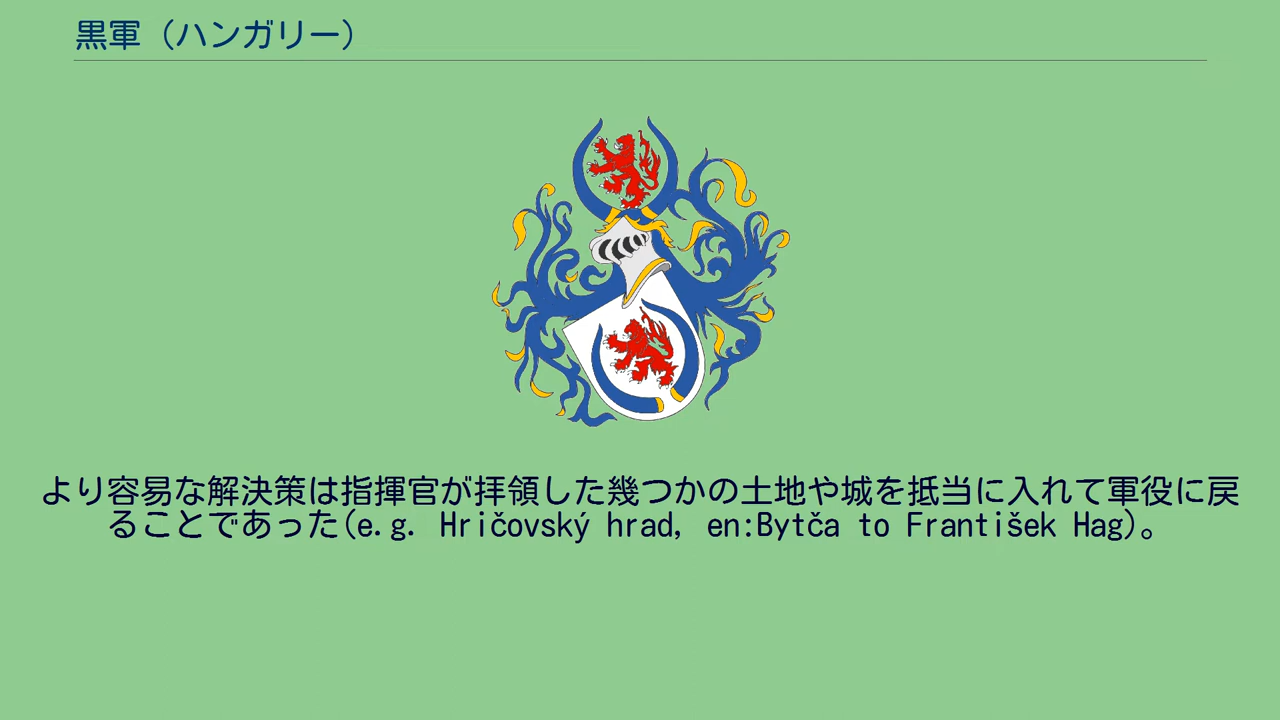 黒軍（ハンガリー）
より容易な解決策は指揮官が拝領した幾つかの土地や城を抵当に入れて軍役に戻
ることであった(e.g. Hričovský hrad, en:Bytča to František Hag)。